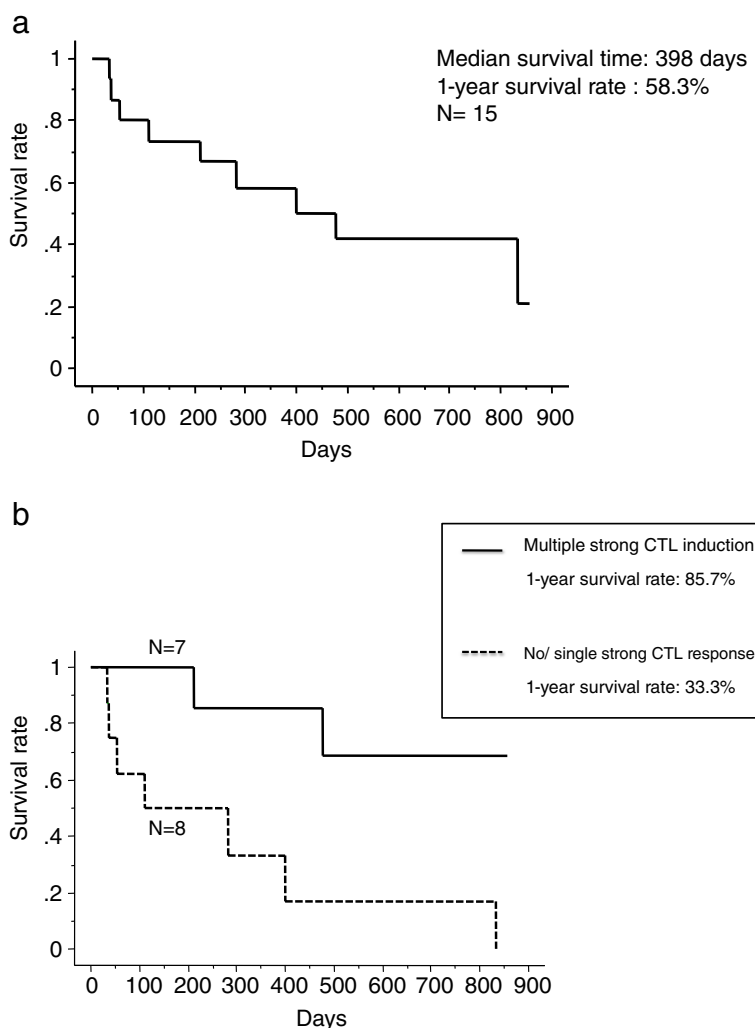 a
Median survival time: 398 days
1-year survival rate : 58.3%
N= 15
1
.8
.6
.4
.2
0
Survival rate
0 100 200 300 400 500 600 700 800 900
Days
b
Multiple strong CTL induction
1-year survival rate: 85.7%
No/ single strong CTL response
1-year survival rate: 33.3%
N=7
N=8
1
.8
.6
.4
.2
0
Survival rate
0 100 200 300 400 500 600 700 800 900
Days